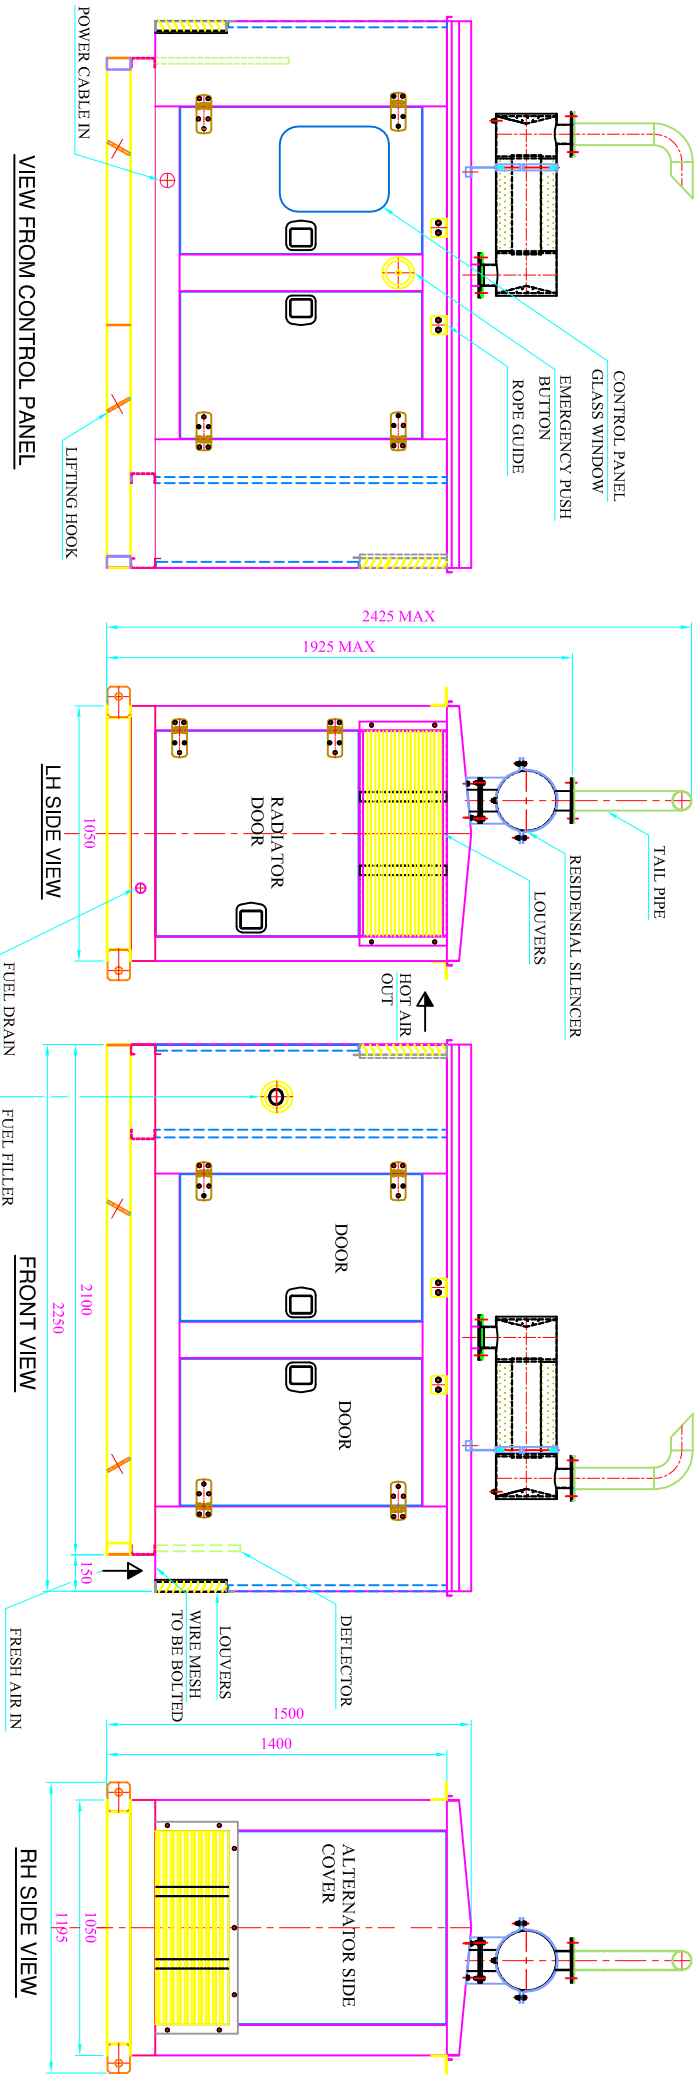 POWER CABLE IN
VIEW FROM CONTROL PANEL
LIFTING HOOK
CONTROL PANEL
GLASS WINDOW
EMERGENCY PUSH
BUTTON
ROPE GUIDE
2425 MAX
1925 MAX
1050
LH SIDE VIEW
RADIATOR
DOOR
TAIL PIPE
RESIDENSIAL SILENCER
LOUVERS
FUEL DRAIN
HOT AIR
OUT
FUEL FILLER
FRONT VIEW
DOOR
DOOR
2100
2250
150
DEFLECTOR
LOUVERS
WIRE MESH
TO BE BOLTED
FRESH AIR IN
1500
1400
ALTERNATOR SIDE
COVER
1050
1195
RH SIDE VIEW